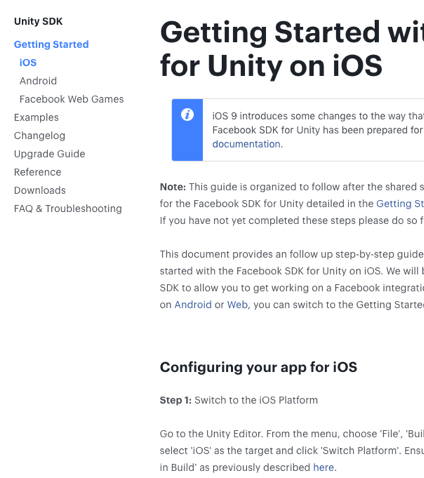 Unity SDK
Getting Started
iOS
Android
Facebook Web Games
Examples
Changelog
Upgrade Guide
Reference
Downloads
FAQ & Troubleshooting
Getting Started
for Unity on iOS
iOS 9 introduces some changes to the way
Facebook SDK for Unity has been prepared for
documentation.
Note: This guide is organized to follow after the shared
for the Facebook SDK for Unity detailed in the Getting
If you have not yet completed these steps please do so
This document provides an follow up step-by-step guide
started with the Facebook SDK for Unity on iOS. We will
SDK to allow you to get working on a Facebook
on Android or Web, you can switch to the Getting
Configuring your app for iOS
Step 1: Switch to the iOS Platform
Go to the Unity Editor. From the menu, choose 'File',
select 'iOS' as the target and click 'Switch Platform'.
in Build' as previously described here.